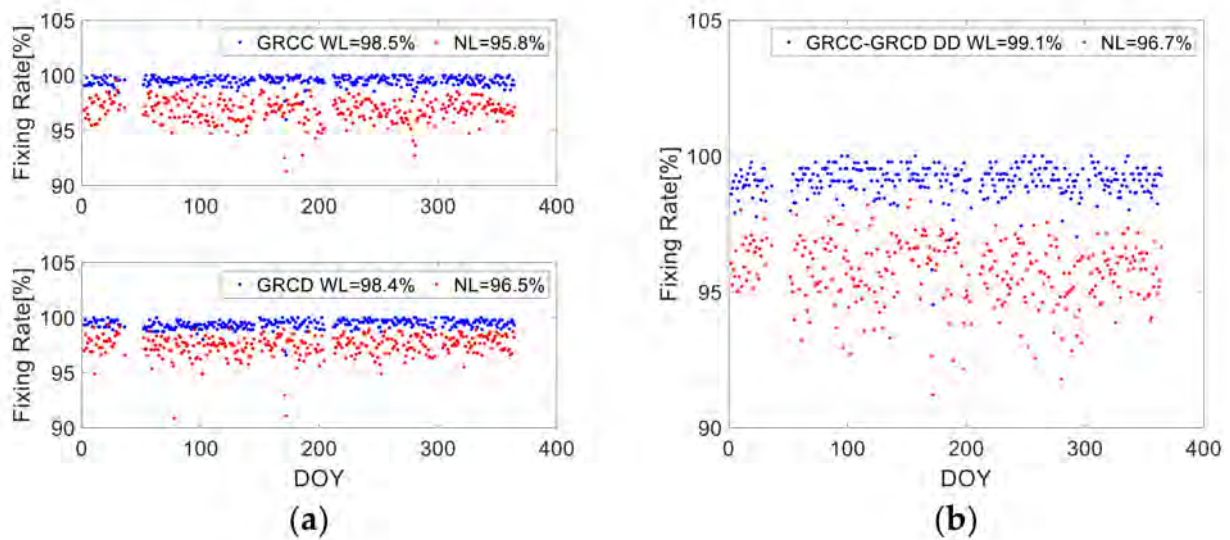 105
GRCC WL=98.5% NL=95.8%
100
95
90
Fixing Rate[%]
0 100 200 300 400
105
GRCD WL=98.4% NL=96.5%
100
95
90
Fixing Rate[%]
0 100 200 300 400
DOY
(a)
105
GRCC-GRCD DD WL=99.1% NL=96.7%
100
95
90
Fixing Rate[%]
0 100 200 300 400
DOY
(b)